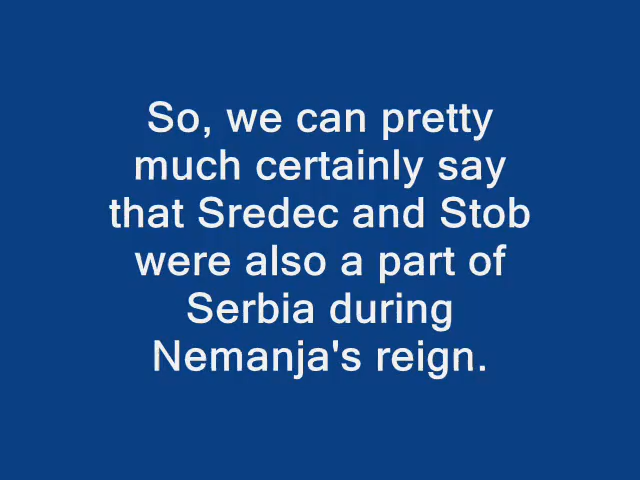 So, we can pretty
much certainly say
that Sredec and Stob
were also a part of
Serbia during
Nemanja's reign.